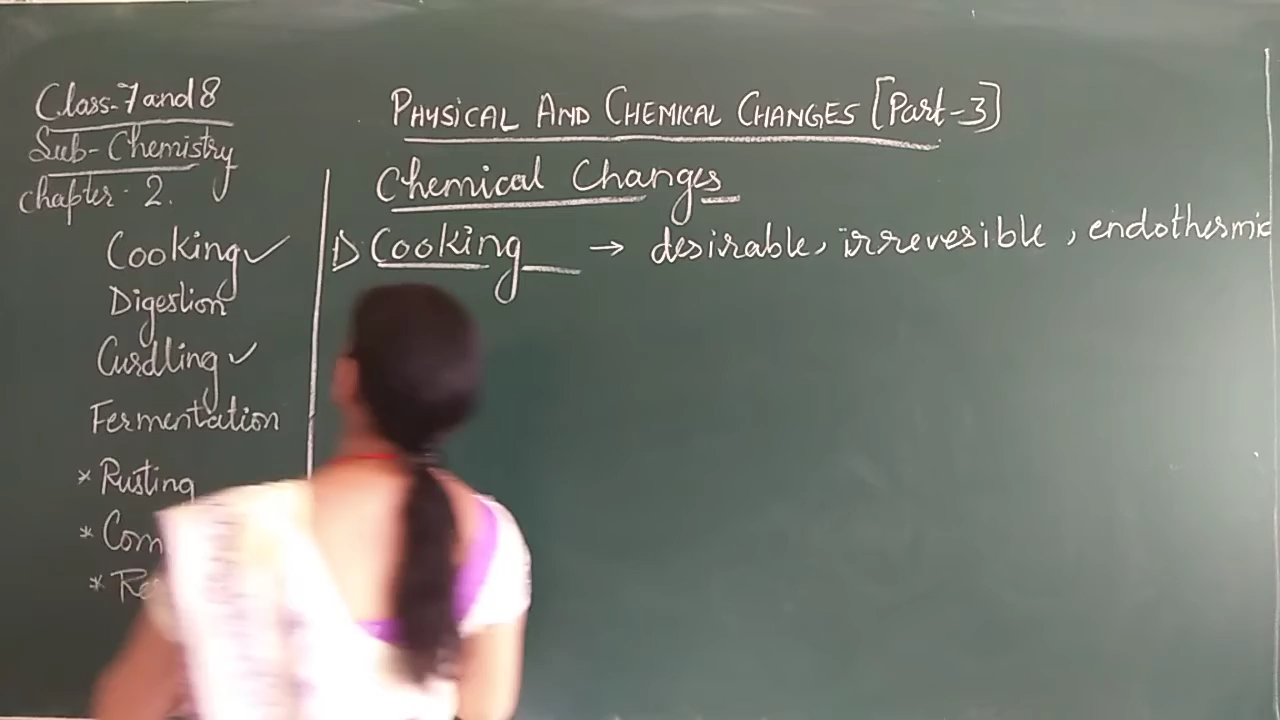 Class-7 and 8
Sub-Chemistry
chapter-2.
Cooking ✓
Digestion
Curdling ✓
Fermentation
* Rusting
PHYSICAL AND CHEMICAL CHANGES [Part-3]
Chemical Changes
1) Cooking → desirable, irrevesible, endothermic